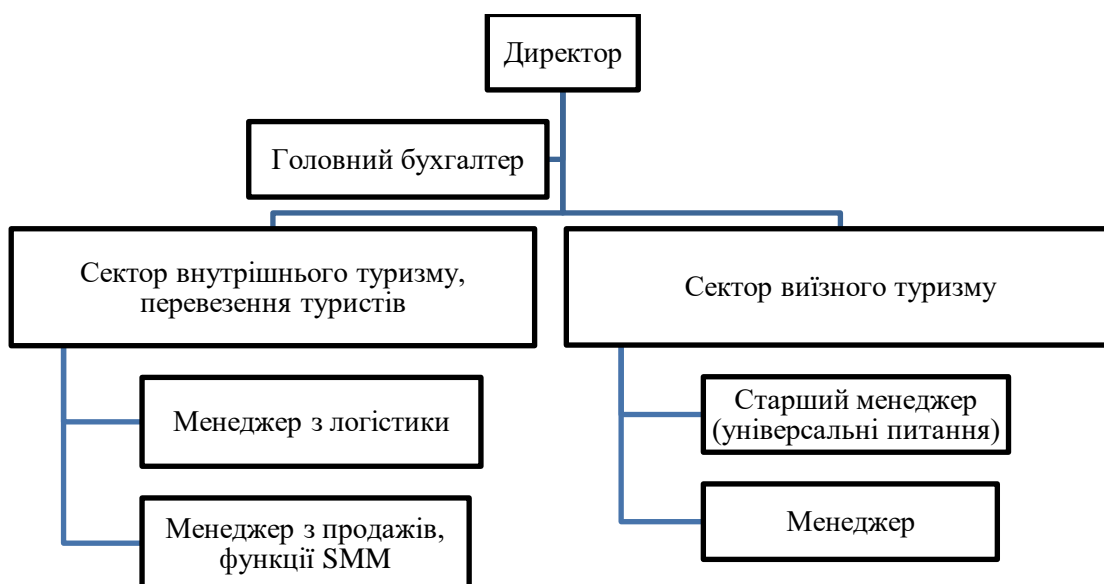 Директор
Головний бухгалтер
Сектор внутрішнього туризму,
перевезення туристів
Сектор виїзного туризму
Менеджер з логістики
Старший менеджер
(універсальні питання)
Менеджер з продажів,
функції SMM
Менеджер